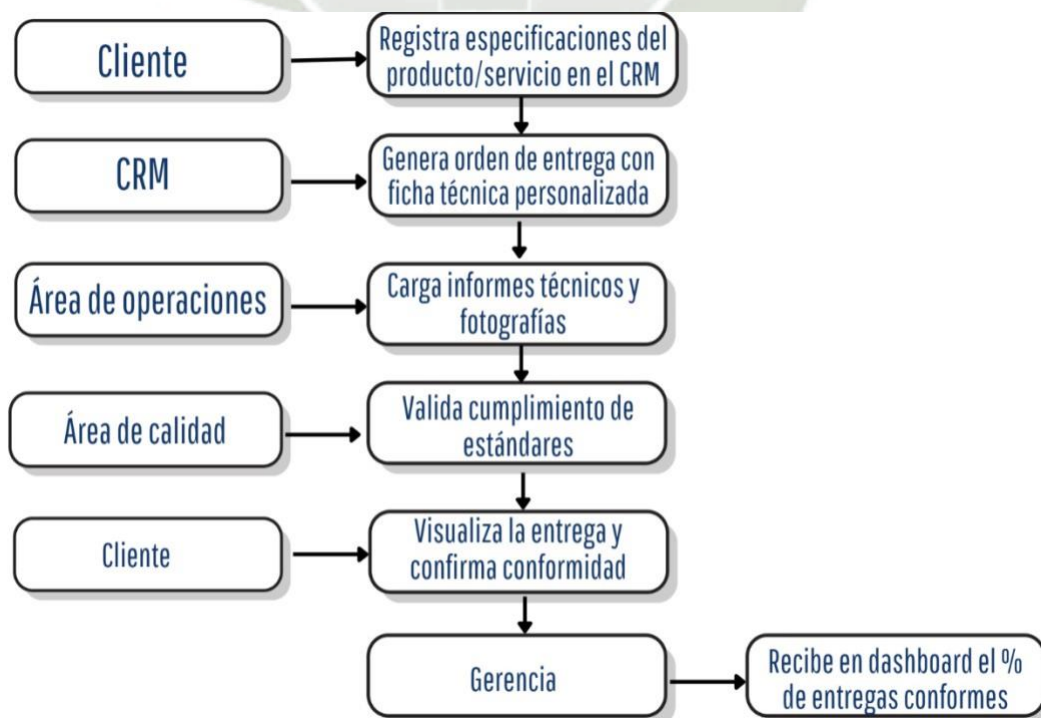 Cliente
Registra especificaciones del
producto/servicio en el CRM
CRM
Genera orden de entrega con
ficha técnica personalizada
Área de operaciones
Carga informes técnicos y
fotografías
Área de calidad
Valida cumplimiento de
estándares
Cliente
Visualiza la entrega y
confirma conformidad
Gerencia
Recibe en dashboard el %
de entregas conformes